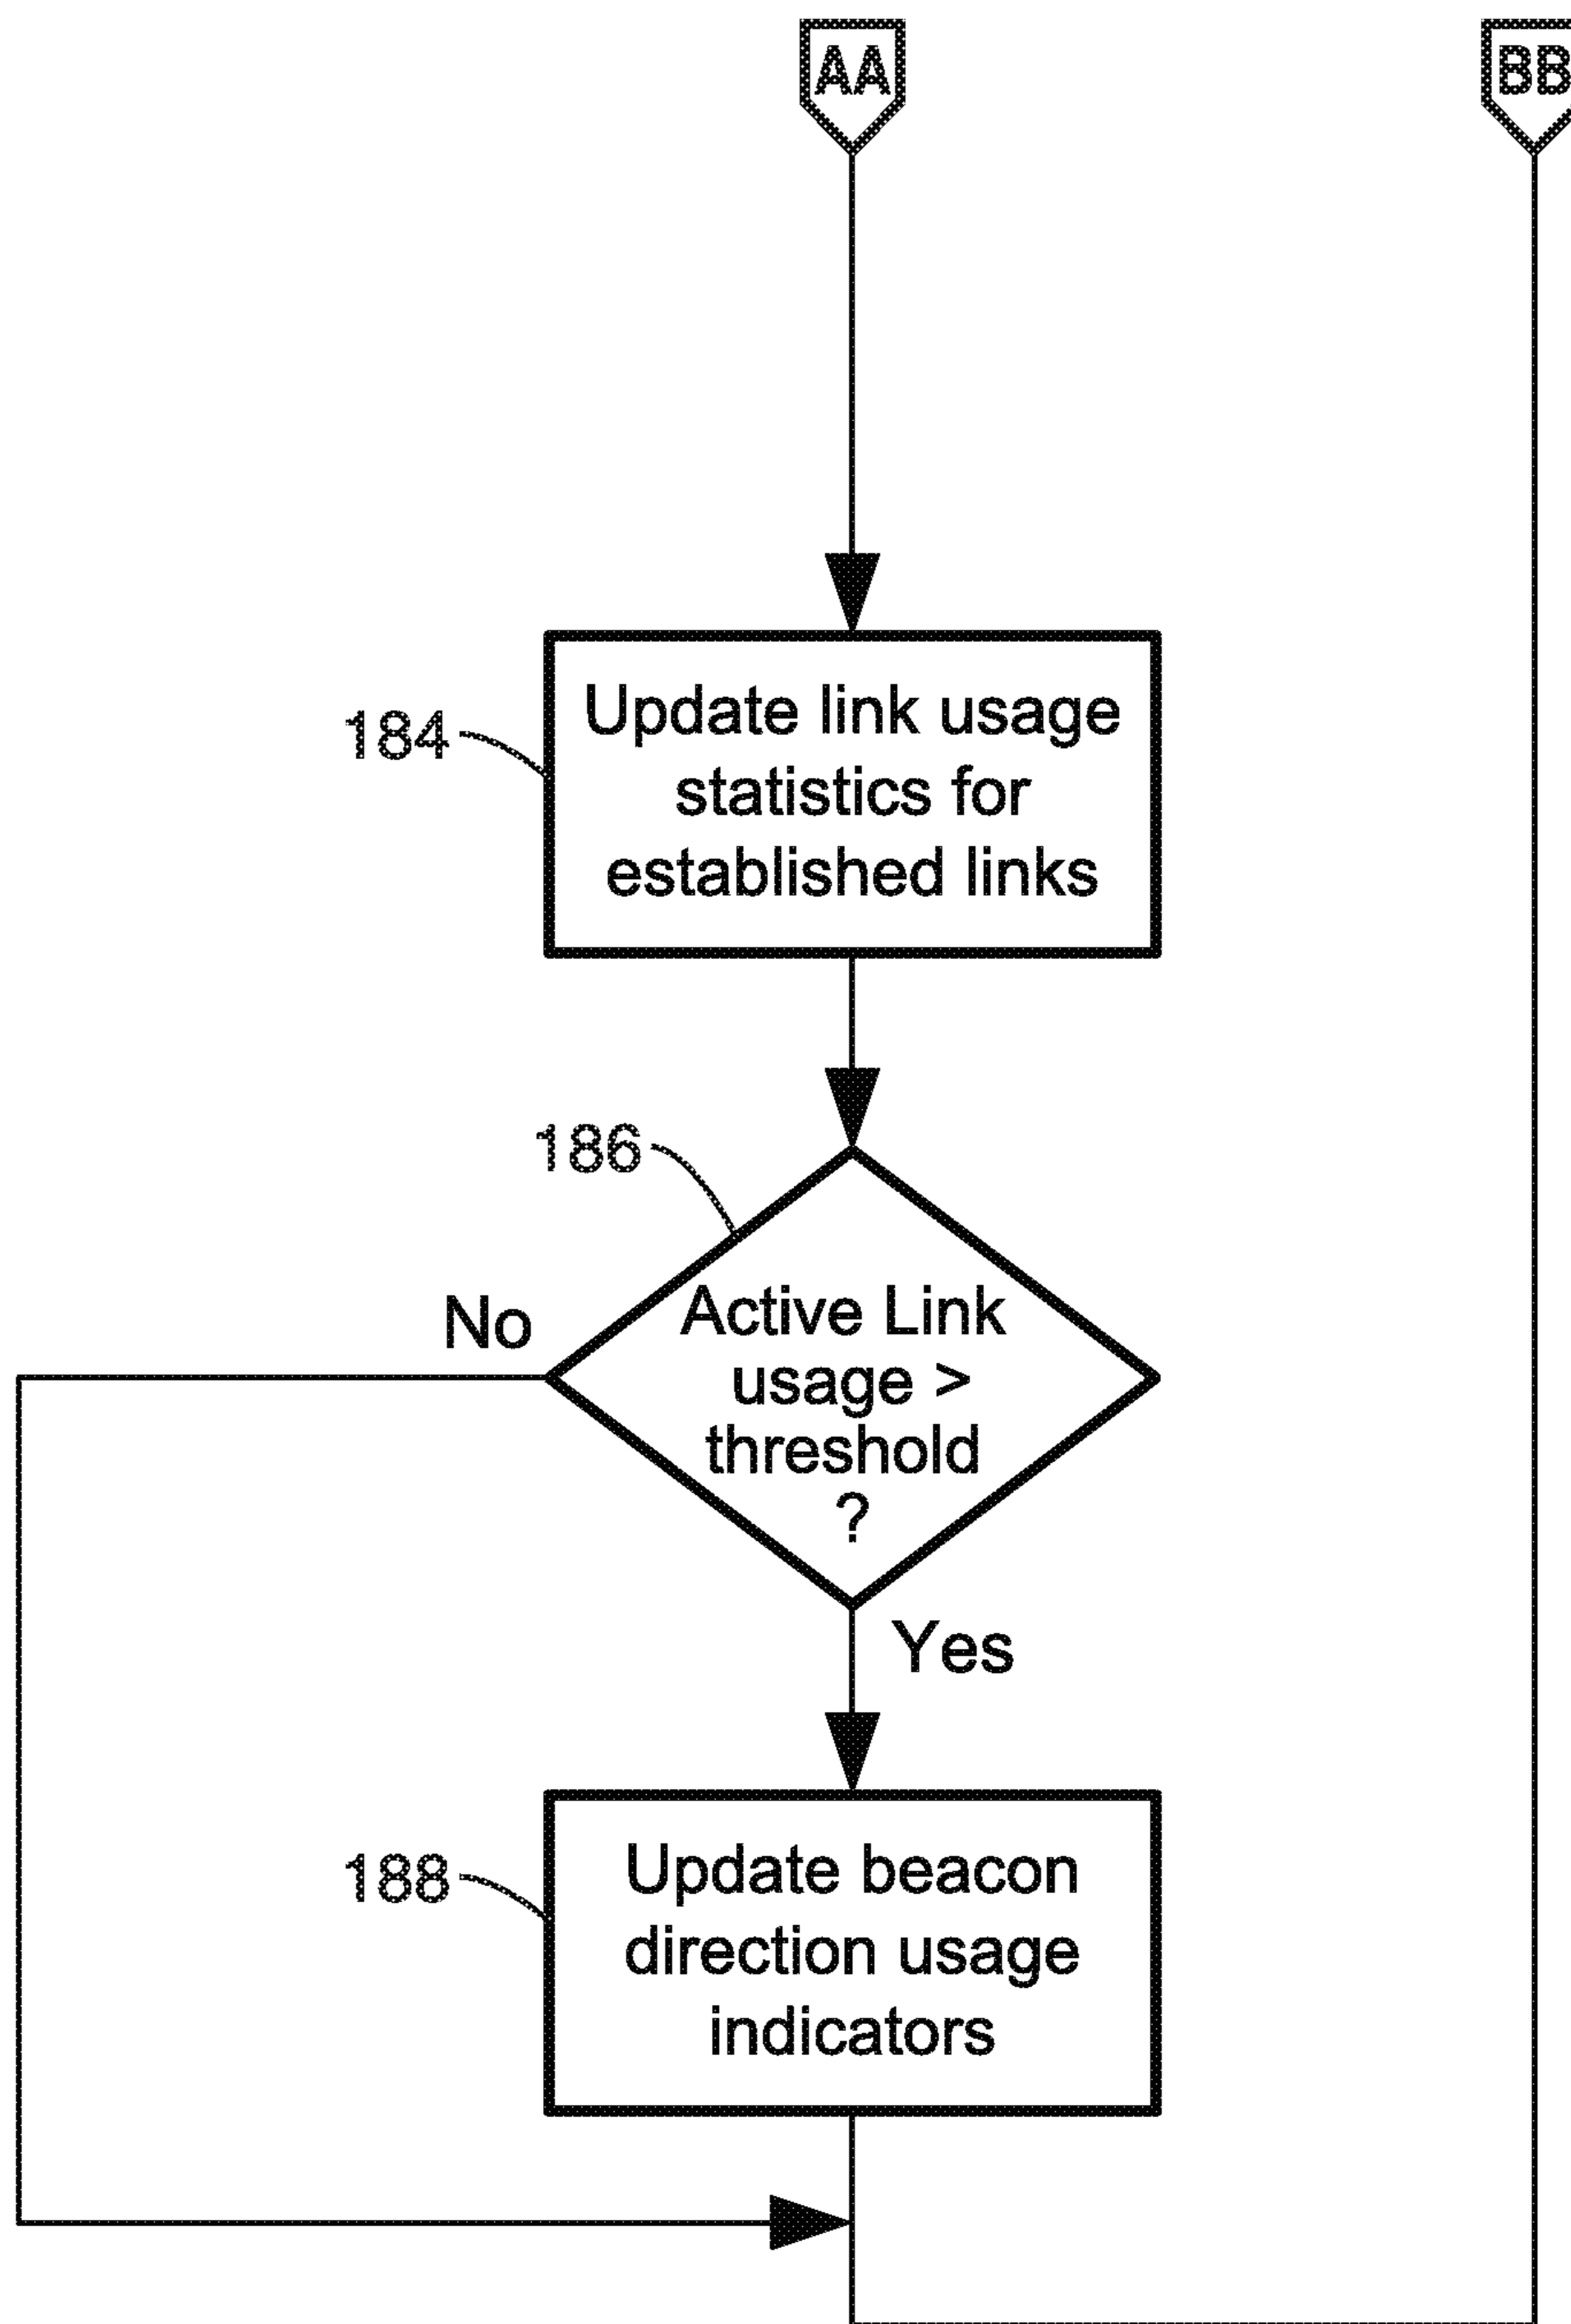 AA
BB
184
Update link usage
statistics for
established links
186
No
Active Link
usage >
threshold
?
Yes
188
Update beacon
direction usage
indicators